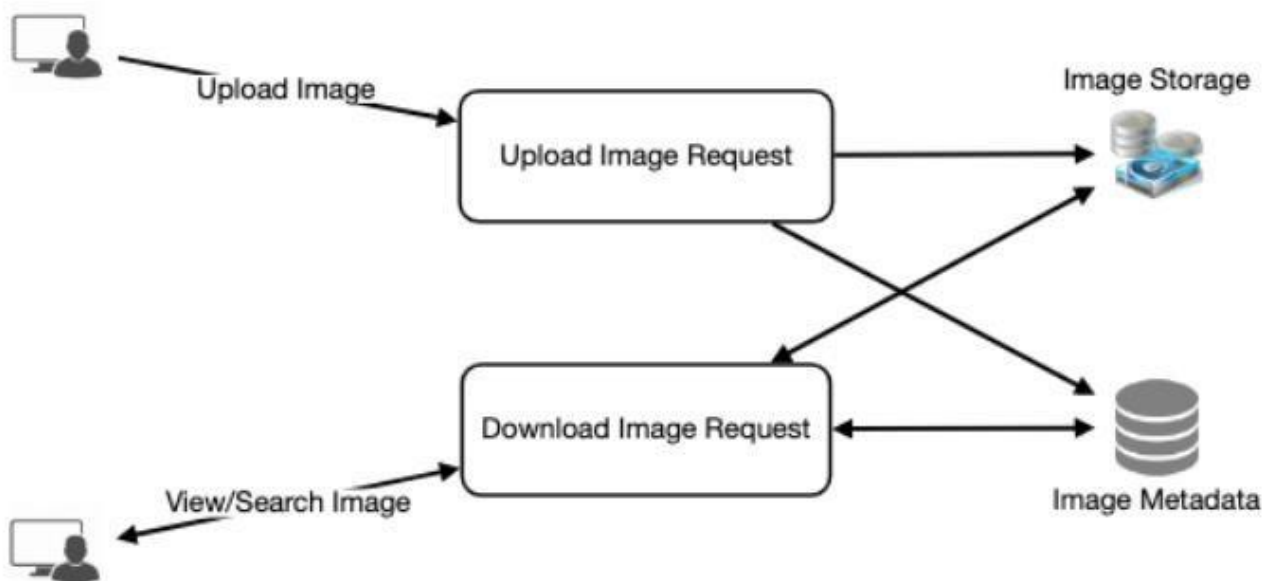 Upload Image
Image Storage
Upload Image Request
Download Image Request
View/Search Image
Image Metadata